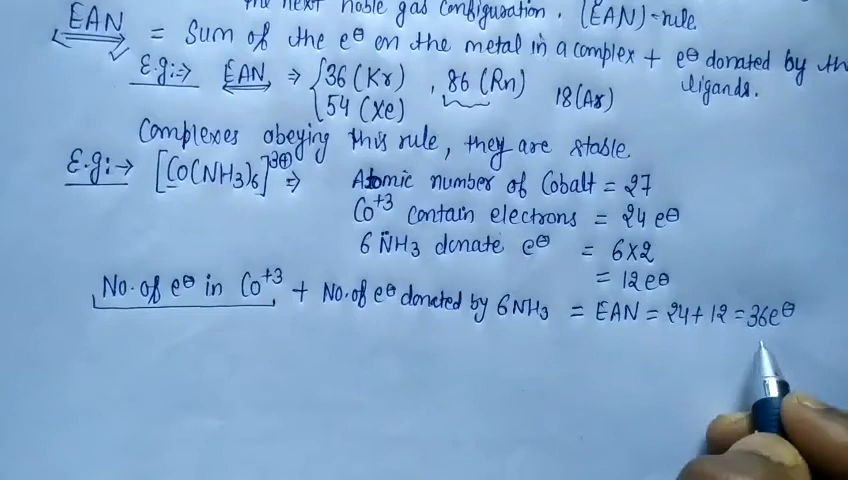 the next noble gas configuration. (EAN)-rule.
EAN = Sum of the e⊖ on the metal in a complex + e⊖ donated by th
ligands.
E.g:→ EAN ⇒ {36 (Kr), 86 (Rn) 18(Ar)
54 (Xe)
Complexes obeying this rule, they are stable.
E.g:→ [Co(NH3)6]3⊕ ⇒ Atomic number of Cobalt = 27
Co+3 contain electrons = 24 e⊖
6 N̈H3 donate e⊖ = 6×2
= 12e⊖
No. of e⊖ in Co+3 + No. of e⊖ donated by 6NH3 = EAN = 24 + 12 = 36e⊖